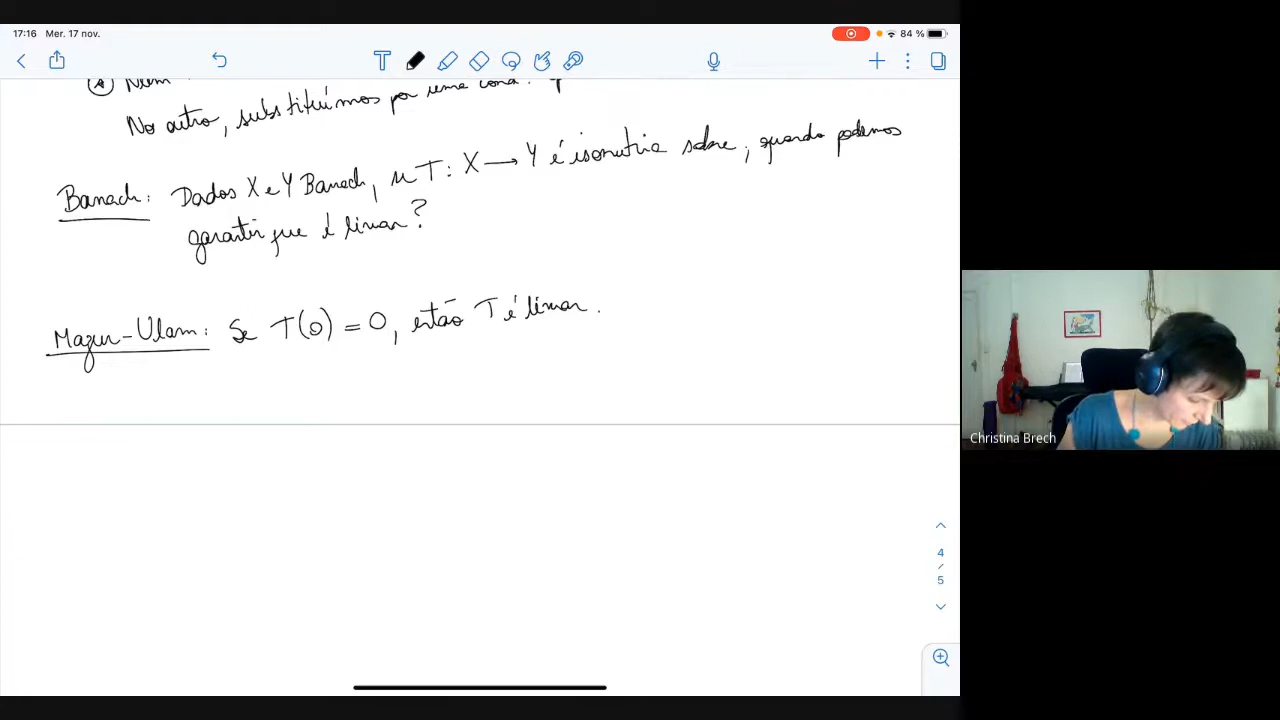 17:16 Mer. 17 nov.
84 %
No outro, substituímos por uma cond.
Banach: Dados X e Y Banach, se T: X → Y é isometria sobre, quando podemos
garantir que é linear?
Mazur-Ulam: Se T(0) = 0, então T é linear.
4
/
5
Christina Brech